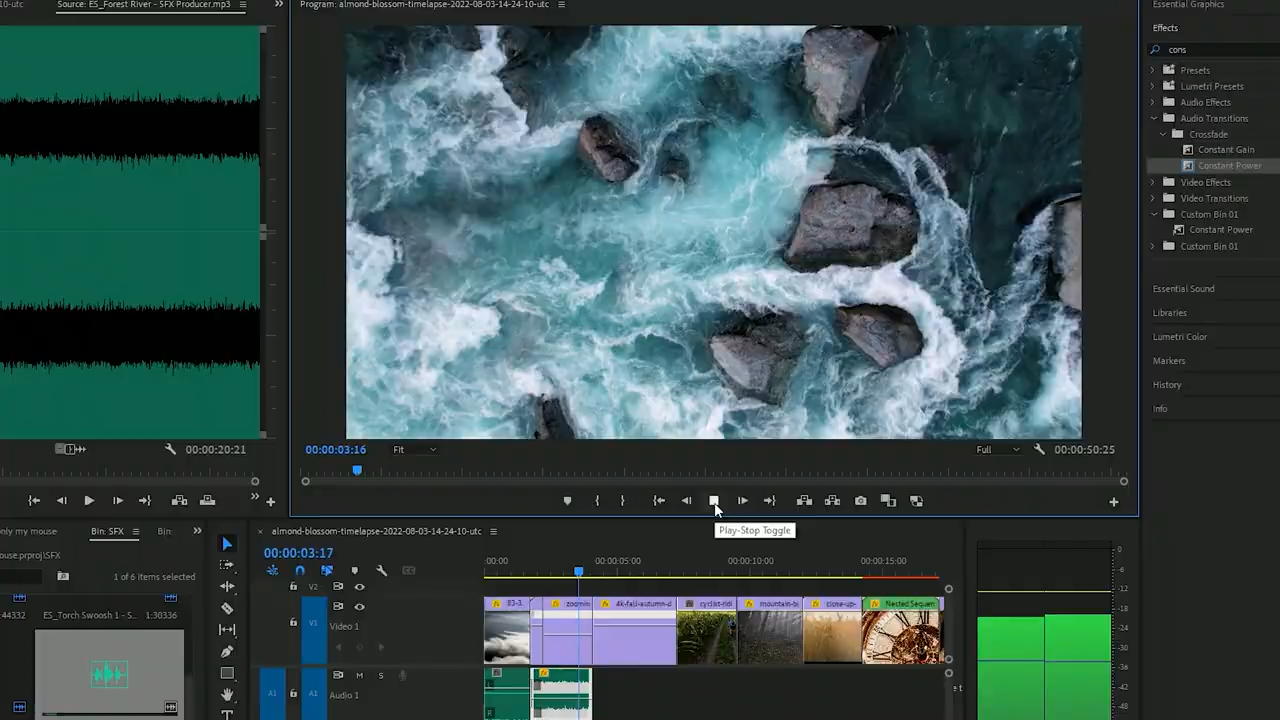 10-utc
Source: ES_Forest River - SFX Producer.mp3
Program: almond-blossom-timelapse-2022-08-03-14-24-10-utc
Essential Graphics
Effects
cons
Presets
Lumetri Presets
Audio Effects
Audio Transitions
Crossfade
Constant Gain
Constant Power
Video Effects
Video Transitions
Custom Bin 01
Constant Power
Custom Bin 01
Essential Sound
Libraries
Lumetri Color
Markers
History
Info
00:00:20:21
00:00:03:16
Fit
Full
00:00:50:25
Play-Stop Toggle
only my mouse
Bin: SFX
Bin:
ouse.prproj\SFX
1 of 6 items selected
:44332
ES_Torch Swoosh 1 - S...
1:30336
almond-blossom-timelapse-2022-08-03-14-24-10-utc
00:00:03:17
:00:00
00:00:05:00
00:00:10:00
00:00:15:00
V2
V1
Video 1
83-3.
zoomin
4k-fall-autumn-d
cyclist-ridi
mountain-bi
close-up-
Nested Sequen
A1
A1
M
S
Audio 1
L
R
0
-6
-12
-18
-24
-30
-36
-42
-48